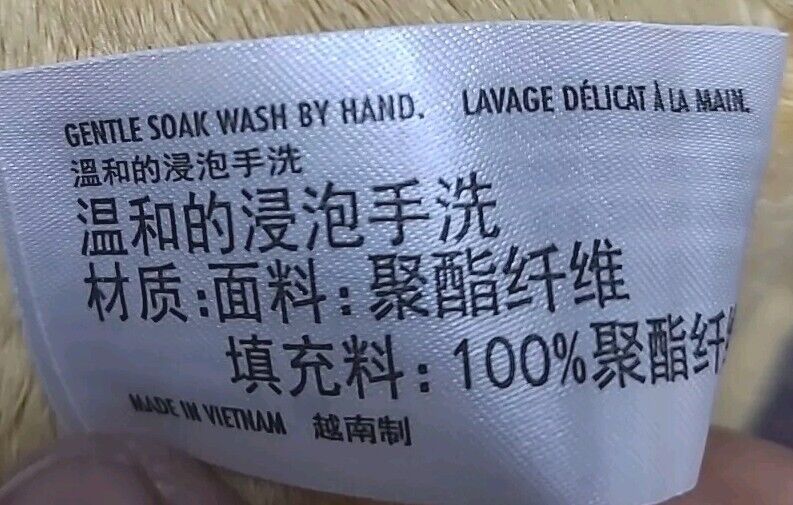 GENTLE SOAK WASH BY HAND. LAVAGE DÉLICAT À LA MAIN.
溫和的浸泡手洗
温和的浸泡手洗
材质:面料:聚酯纤维
填充料:100%聚酯纤维
MADE IN VIETNAM 越南制